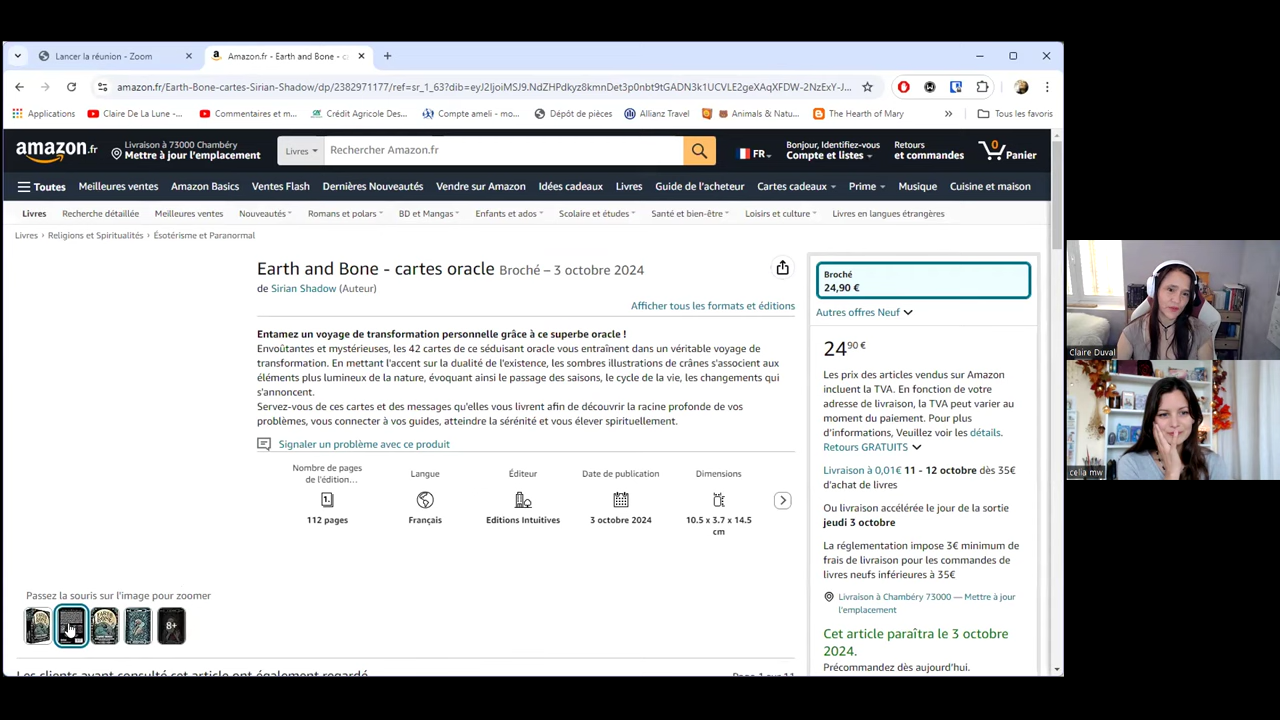 Lancer la réunion - Zoom
Amazon.fr - Earth and Bone - c
amazon.fr/Earth-Bone-cartes-Sirian-Shadow/dp/2382971177/ref=sr_1_63?dib=eyJ2IjoiMSJ9.NdZHPdkyz8kmnDet3p0nbt9tGADN3k1UCVLE2geXAqXFDW-2NzExY-J...
Applications
Claire De La Lune -...
Commentaires et m...
Crédit Agricole Des...
Compte ameli - mo...
Dépôt de pièces
Allianz Travel
Animals & Natu...
The Hearth of Mary
»
Tous les favoris
amazon.fr
Livraison à 73000 Chambéry
Mettre à jour l'emplacement
Livres
Rechercher Amazon.fr
FR
Bonjour, Identifiez-vous
Compte et listes
Retours
et commandes
0
Panier
Toutes
Meilleures ventes
Amazon Basics
Ventes Flash
Dernières Nouveautés
Vendre sur Amazon
Idées cadeaux
Livres
Guide de l'acheteur
Cartes cadeaux
Prime
Musique
Cuisine et maison
Livres
Recherche détaillée
Meilleures ventes
Nouveautés
Romans et polars
BD et Mangas
Enfants et ados
Scolaire et études
Santé et bien-être
Loisirs et culture
Livres en langues étrangères
Livres › Religions et Spiritualités › Ésotérisme et Paranormal
Earth and Bone - cartes oracle Broché – 3 octobre 2024
de Sirian Shadow (Auteur)
Afficher tous les formats et éditions
Entamez un voyage de transformation personnelle grâce à ce superbe oracle !
Envoûtantes et mystérieuses, les 42 cartes de ce séduisant oracle vous entraînent dans un véritable voyage de
transformation. En mettant l'accent sur la dualité de l'existence, les sombres illustrations de crânes s'associent aux
éléments plus lumineux de la nature, évoquant ainsi le passage des saisons, le cycle de la vie, les changements qui
s'annoncent.
Servez-vous de ces cartes et des messages qu'elles vous livrent afin de découvrir la racine profonde de vos
problèmes, vous connecter à vos guides, atteindre la sérénité et vous élever spirituellement.
Signaler un problème avec ce produit
Nombre de pages
de l'édition...
112 pages
Langue
Français
Éditeur
Editions Intuitives
Date de publication
3 octobre 2024
Dimensions
10.5 x 3.7 x 14.5
cm
Passez la souris sur l'image pour zoomer
8+
Les clients ayant consulté cet article ont également regardé
Page 1 sur 11
Broché
24,90 €
Autres offres Neuf
24,90 €
Les prix des articles vendus sur Amazon
incluent la TVA. En fonction de votre
adresse de livraison, la TVA peut varier au
moment du paiement. Pour plus
d'informations, Veuillez voir les détails.
Retours GRATUITS
Livraison à 0,01€ 11 - 12 octobre dès 35€
d'achat de livres
Ou livraison accélérée le jour de la sortie
jeudi 3 octobre
La réglementation impose 3€ minimum de
frais de livraison pour les commandes de
livres neufs inférieures à 35€
Livraison à Chambéry 73000 — Mettre à jour
l'emplacement
Cet article paraîtra le 3 octobre
2024.
Précommandez dès aujourd'hui.
Claire Duval
celia mw